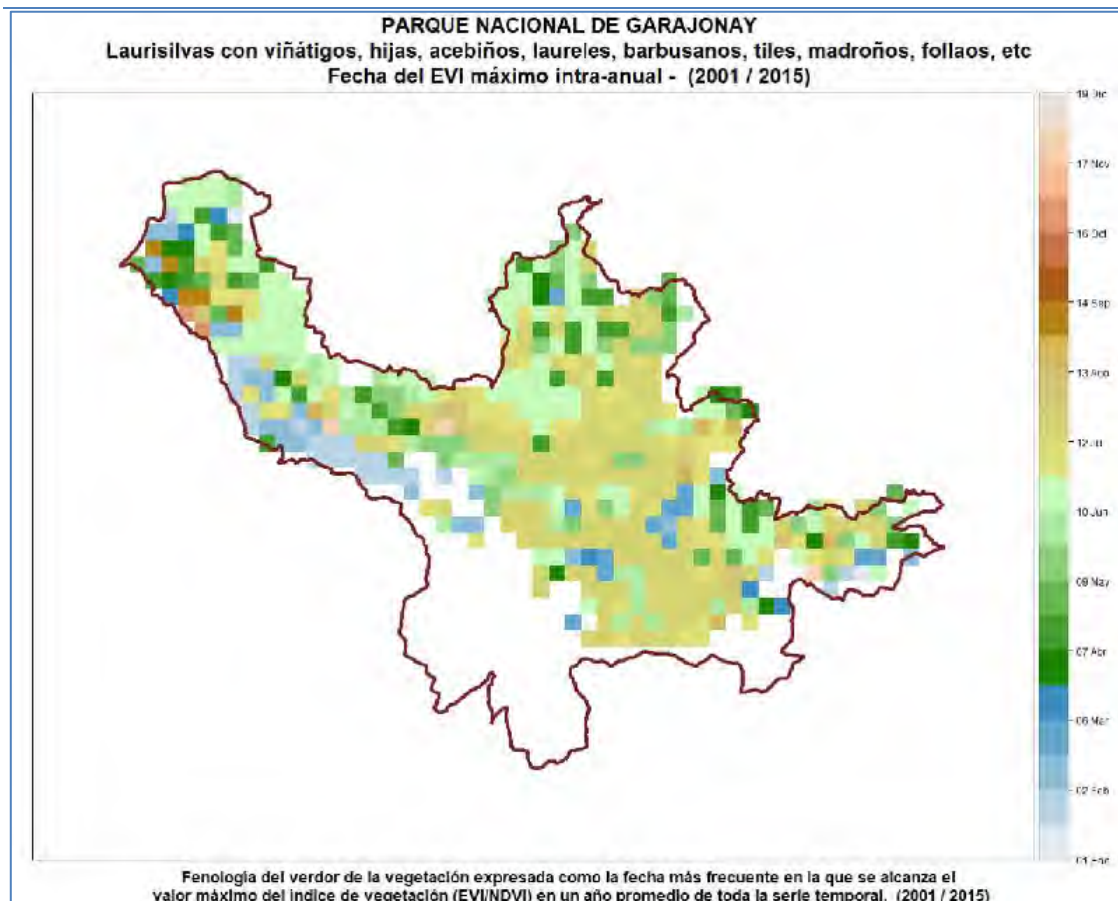 PARQUE NACIONAL DE GARAJONAY
Laurisilvas con viñátigos, hijas, acebiños, laureles, barbusanos, tiles, madroños, follaos, etc
Fecha del EVI máximo intra-anual - (2001 / 2015)
19 Dic
17 Nov
16 Oct
14 Sep
13 Ago
12 Jul
10 Jun
09 May
07 Abr
06 Mar
02 Feb
01 Ene
Fenología del verdor de la vegetación expresada como la fecha más frecuente en la que se alcanza el
valor máximo del índice de vegetación (EVI/NDVI) en un año promedio de toda la serie temporal. (2001 / 2015)